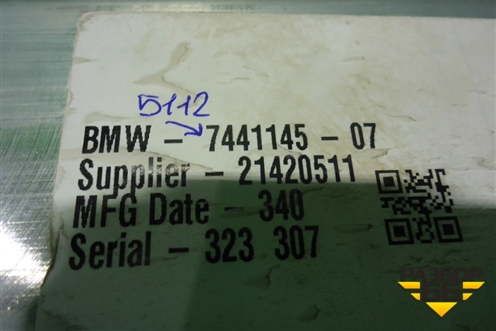 5112
BMW - 7441145 - 07
Supplier - 21420511
MFG Date - 340
Serial - 323 307